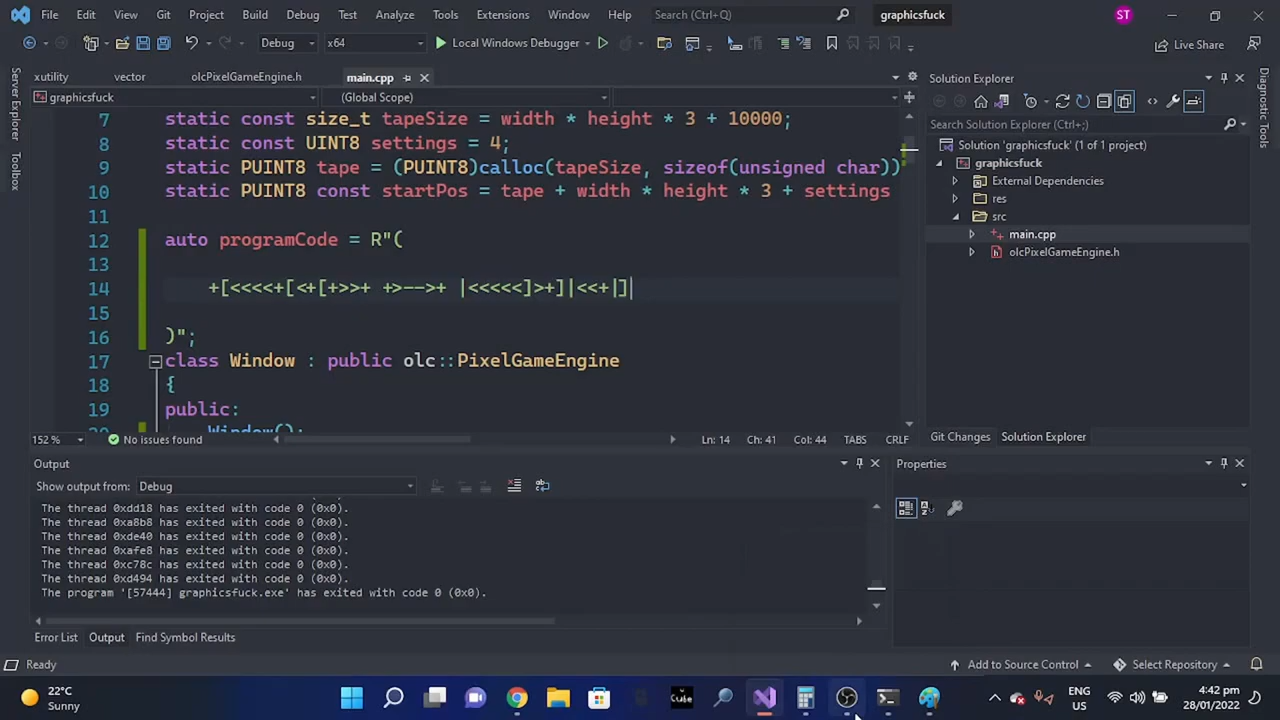 File Edit View Git Project Build Debug Test Analyze Tools Extensions Window Help Search (Ctrl+Q) graphicsfuck ST
Debug x64 Local Windows Debugger Live Share
xutility vector olcPixelGameEngine.h main.cpp
graphicsfuck (Global Scope)
7 static const size_t tapeSize = width * height * 3 + 10000;
8 static const UINT8 settings = 4;
9 static PUINT8 tape = (PUINT8)calloc(tapeSize, sizeof(unsigned char))
10 static PUINT8 const startPos = tape + width * height * 3 + settings
11
12 auto programCode = R"(
13
14 +[<<<<+[<+[+>>+ +>-->+ |<<<<<]>+]|<<+|]
15
16 )";
17 class Window : public olc::PixelGameEngine
18 {
19 public:
Window();
152 % No issues found Ln: 14 Ch: 41 Col: 44 TABS CRLF
Server Explorer
Toolbox
Solution Explorer
Search Solution Explorer (Ctrl+;)
Solution 'graphicsfuck' (1 of 1 project)
graphicsfuck
External Dependencies
res
src
main.cpp
olcPixelGameEngine.h
Git Changes Solution Explorer
Diagnostic Tools
Output
Show output from: Debug
The thread 0xdd18 has exited with code 0 (0x0).
The thread 0xa8b8 has exited with code 0 (0x0).
The thread 0xde40 has exited with code 0 (0x0).
The thread 0xafe8 has exited with code 0 (0x0).
The thread 0xc78c has exited with code 0 (0x0).
The thread 0xd494 has exited with code 0 (0x0).
The program '[57444] graphicsfuck.exe' has exited with code 0 (0x0).
Error List Output Find Symbol Results
Properties
Ready Add to Source Control Select Repository
22°C
Sunny
Cute
ENG
US
4:42 pm
28/01/2022